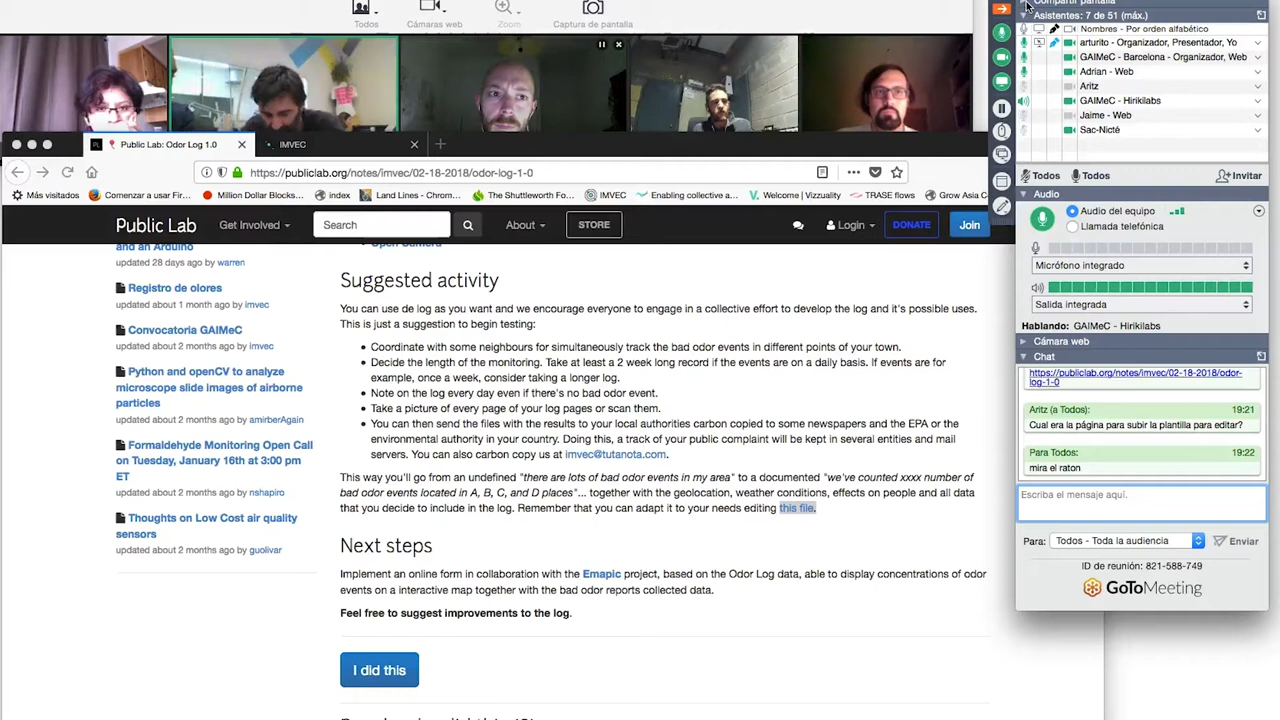 Todos
Cámaras web
Zoom
Captura de pantalla
Public Lab: Odor Log 1.0
IMVEC
https://publiclab.org/notes/imvec/02-18-2018/odor-log-1-0
Más visitados
Comenzar a usar Fir...
Million Dollar Blocks...
index
Land Lines - Chrom...
The Shuttleworth Fo...
IMVEC
Enabling collective a...
Welcome | Vizzuality
TRASE flows
Grow Asia Co
Public Lab
Get Involved
Search
About
STORE
Login
DONATE
Join
and an Arduino
updated 28 days ago by warren
Registro de olores
updated about 1 month ago by imvec
Convocatoria GAIMeC
updated about 2 months ago by imvec
Python and openCV to analyze
microscope slide images of airborne
particles
updated about 2 months ago by amirberAgain
Formaldehyde Monitoring Open Call
on Tuesday, January 16th at 3:00 pm
ET
updated about 2 months ago by nshapiro
Thoughts on Low Cost air quality
sensors
updated about 2 months ago by guolivar
Open Camera
Suggested activity
You can use de log as you want and we encourage everyone to engage in a collective effort to develop the log and it's possible uses.
This is just a suggestion to begin testing:
Coordinate with some neighbours for simultaneously track the bad odor events in different points of your town.
Decide the length of the monitoring. Take at least a 2 week long record if the events are on a daily basis. If events are for
example, once a week, consider taking a longer log.
Note on the log every day even if there's no bad odor event.
Take a picture of every page of your log pages or scan them.
You can then send the files with the results to your local authorities carbon copied to some newspapers and the EPA or the
environmental authority in your country. Doing this, a track of your public complaint will be kept in several entities and mail
servers. You can also carbon copy us at imvec@tutanota.com.
This way you'll go from an undefined "there are lots of bad odor events in my area" to a documented "we've counted xxxx number of
bad odor events located in A, B, C, and D places"... together with the geolocation, weather conditions, effects on people and all data
that you decide to include in the log. Remember that you can adapt it to your needs editing this file.
Next steps
Implement an online form in collaboration with the Emapic project, based on the Odor Log data, able to display concentrations of odor
events on a interactive map together with the bad odor reports collected data.
Feel free to suggest improvements to the log.
I did this
Compartir pantalla
Asistentes: 7 de 51 (máx.)
Nombres - Por orden alfabético
arturito - Organizador, Presentador, Yo
GAIMeC - Barcelona - Organizador, Web
Adrian - Web
Aritz
GAIMeC - Hirikilabs
Jaime - Web
Sac-Nicté
Todos
Todos
Invitar
Audio
Audio del equipo
Llamada telefónica
Micrófono integrado
Salida integrada
Hablando: GAIMeC - Hirikilabs
Cámara web
Chat
https://publiclab.org/notes/imvec/02-18-2018/odor-
log-1-0
Aritz (a Todos): 19:21
Cual era la página para subir la plantilla para editar?
Para Todos: 19:22
mira el raton
Escriba el mensaje aquí.
Para: Todos - Toda la audiencia
Enviar
ID de reunión: 821-588-749
GoToMeeting